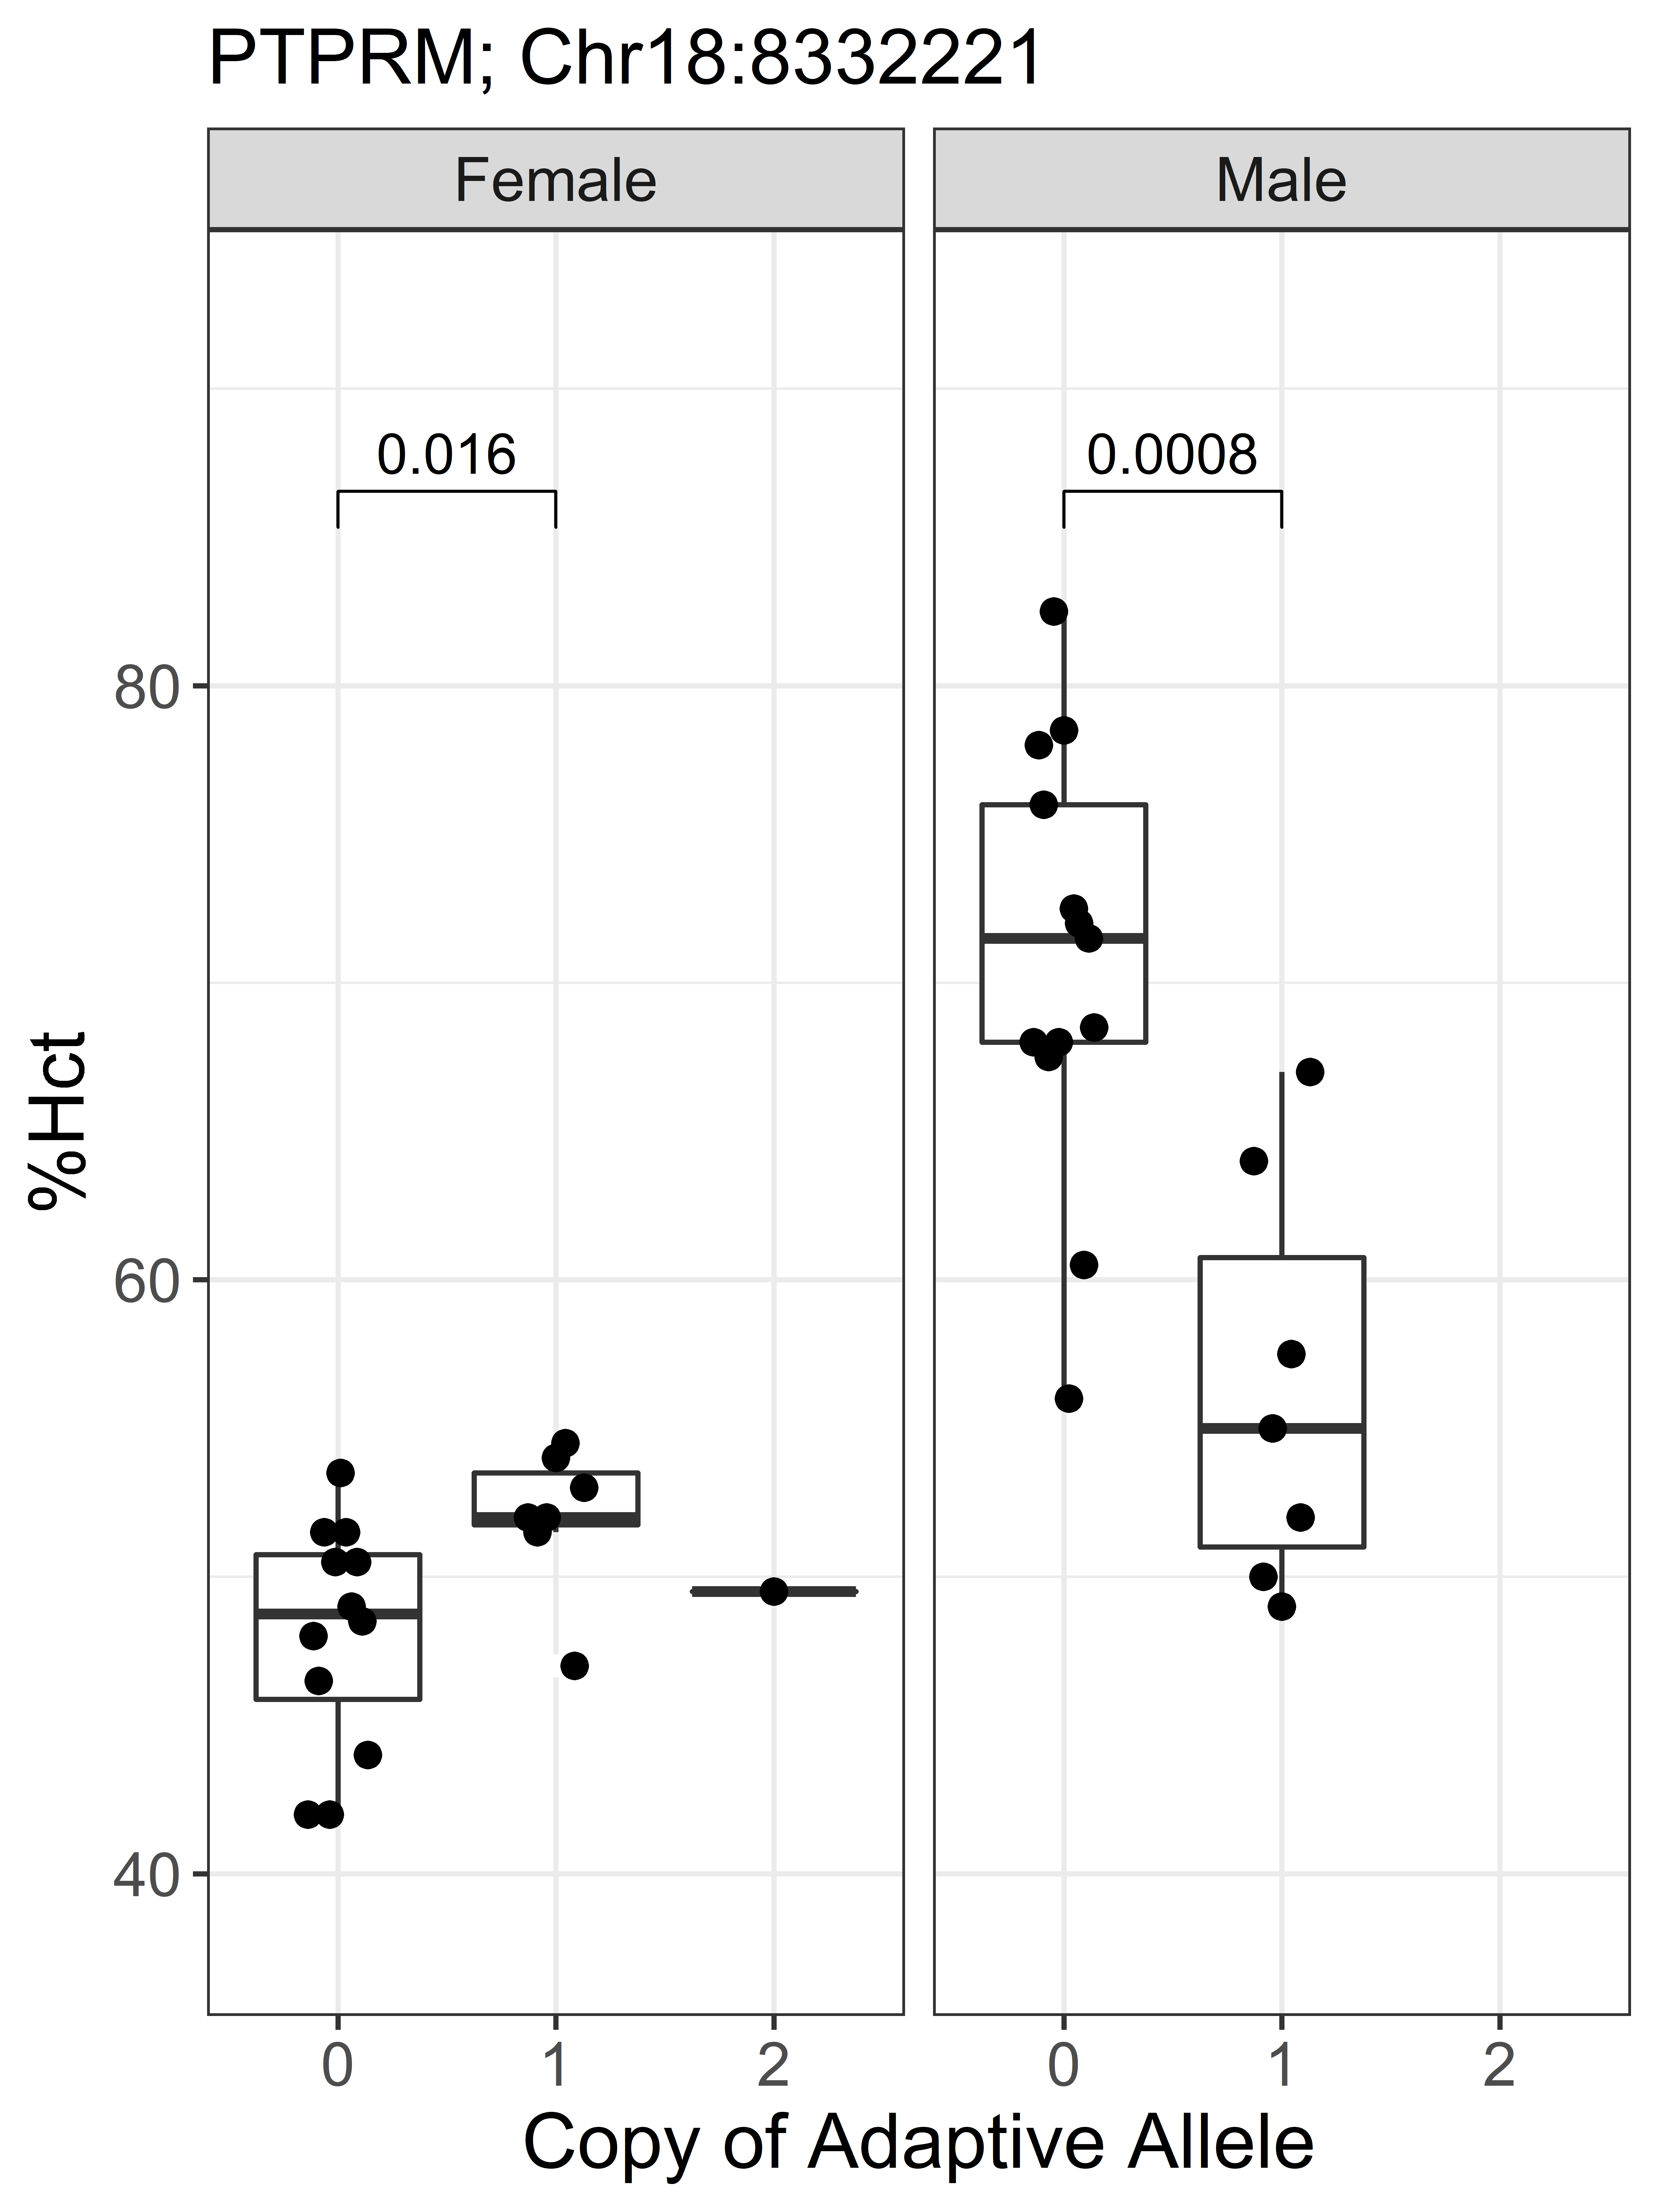 PTPRM; Chr18:8332221
Female
Male
0.016
0.0008
80
60
40
%Hct
0 1 2
0 1 2
Copy of Adaptive Allele